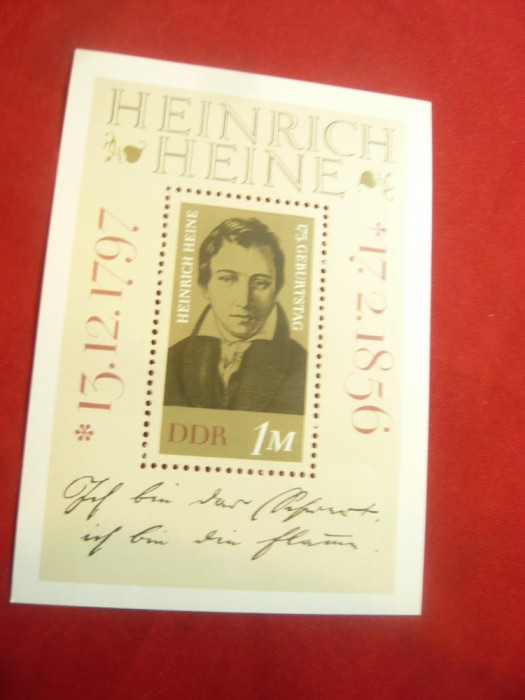 HEINRICH
HEINE
* 13.12.1797
HEINRICH HEINE
175. GEBURTSTAG
† 17.2.1856
DDR 1M
Ich bin das Schwert,
ich bin die Flamme.